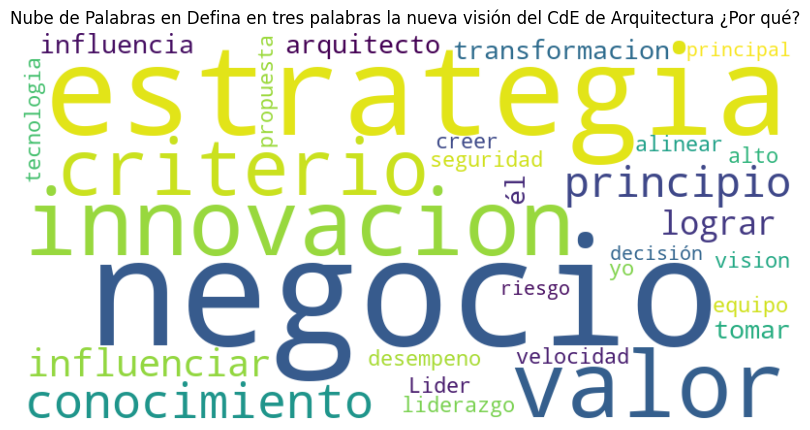 Nube de Palabras en Defina en tres palabras la nueva visión del CdE de Arquitectura ¿Por qué?
influencia
arquitecto
transformacion
principal
tecnologia
propuesta
estrategia
creer
seguridad
alinear
alto
criterio
él
principio
innovacion
lograr
decisión
yo
vision
negocio
riesgo
equipo
tomar
influenciar
desempeno
velocidad
valor
conocimiento
Lider
liderazgo